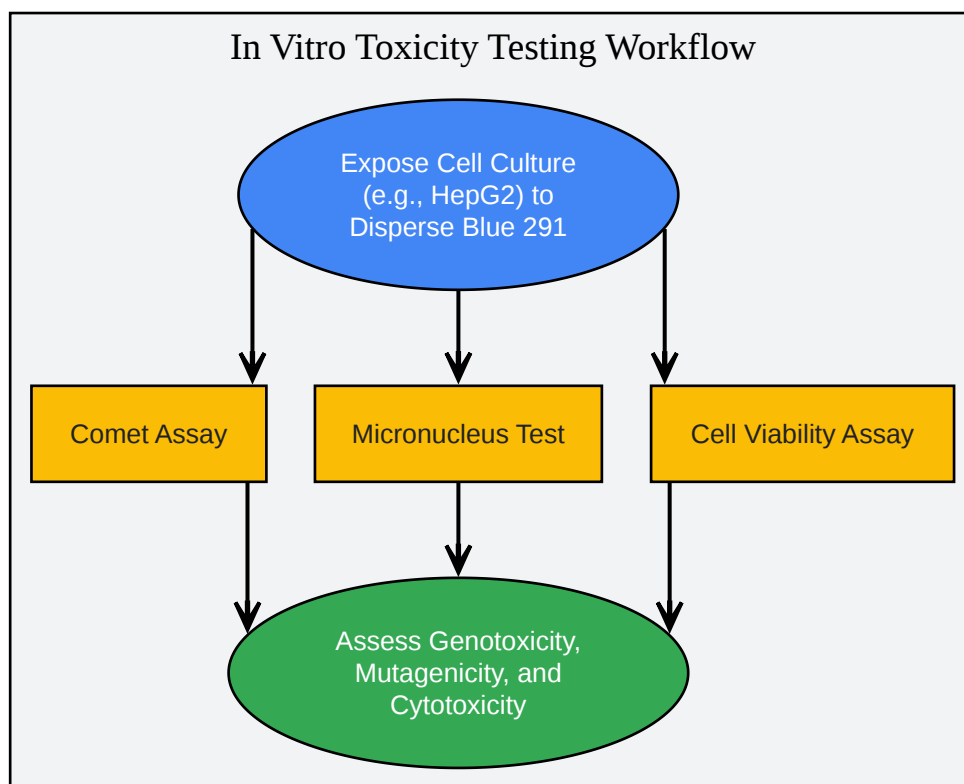 In Vitro Toxicity Testing Workflow
Expose Cell Culture
(e.g., HepG2) to
Disperse Blue 291
Comet Assay
Micronucleus Test
Cell Viability Assay
Assess Genotoxicity,
Mutagenicity, and
Cytotoxicity